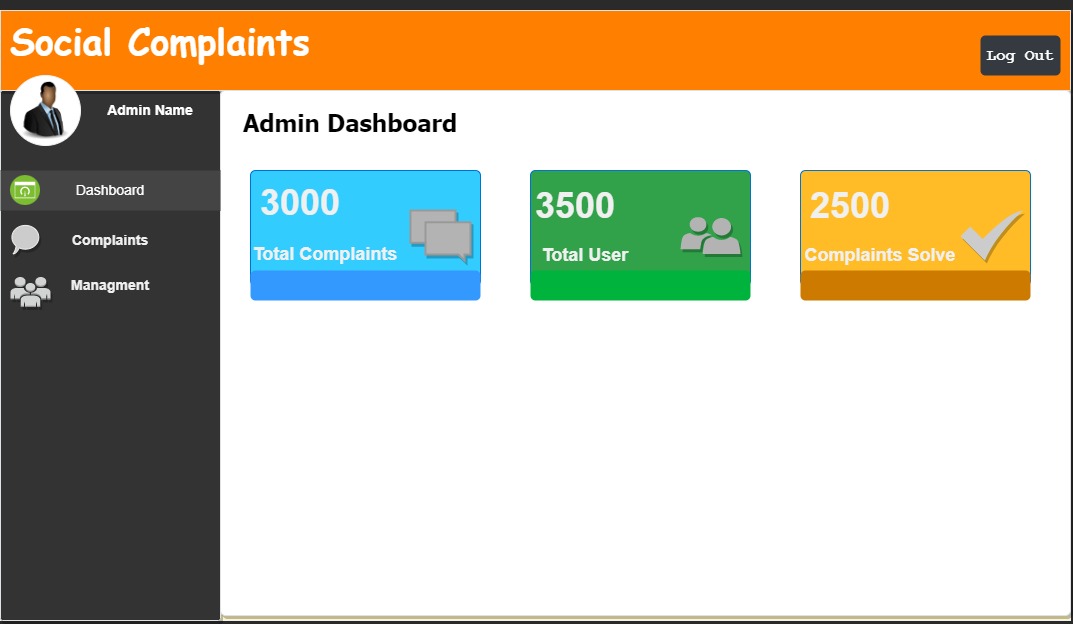 Social Complaints
Log Out
Admin Name
Admin Dashboard
Dashboard
Complaints
Managment
3000
Total Complaints
3500
Total User
2500
Complaints Solve